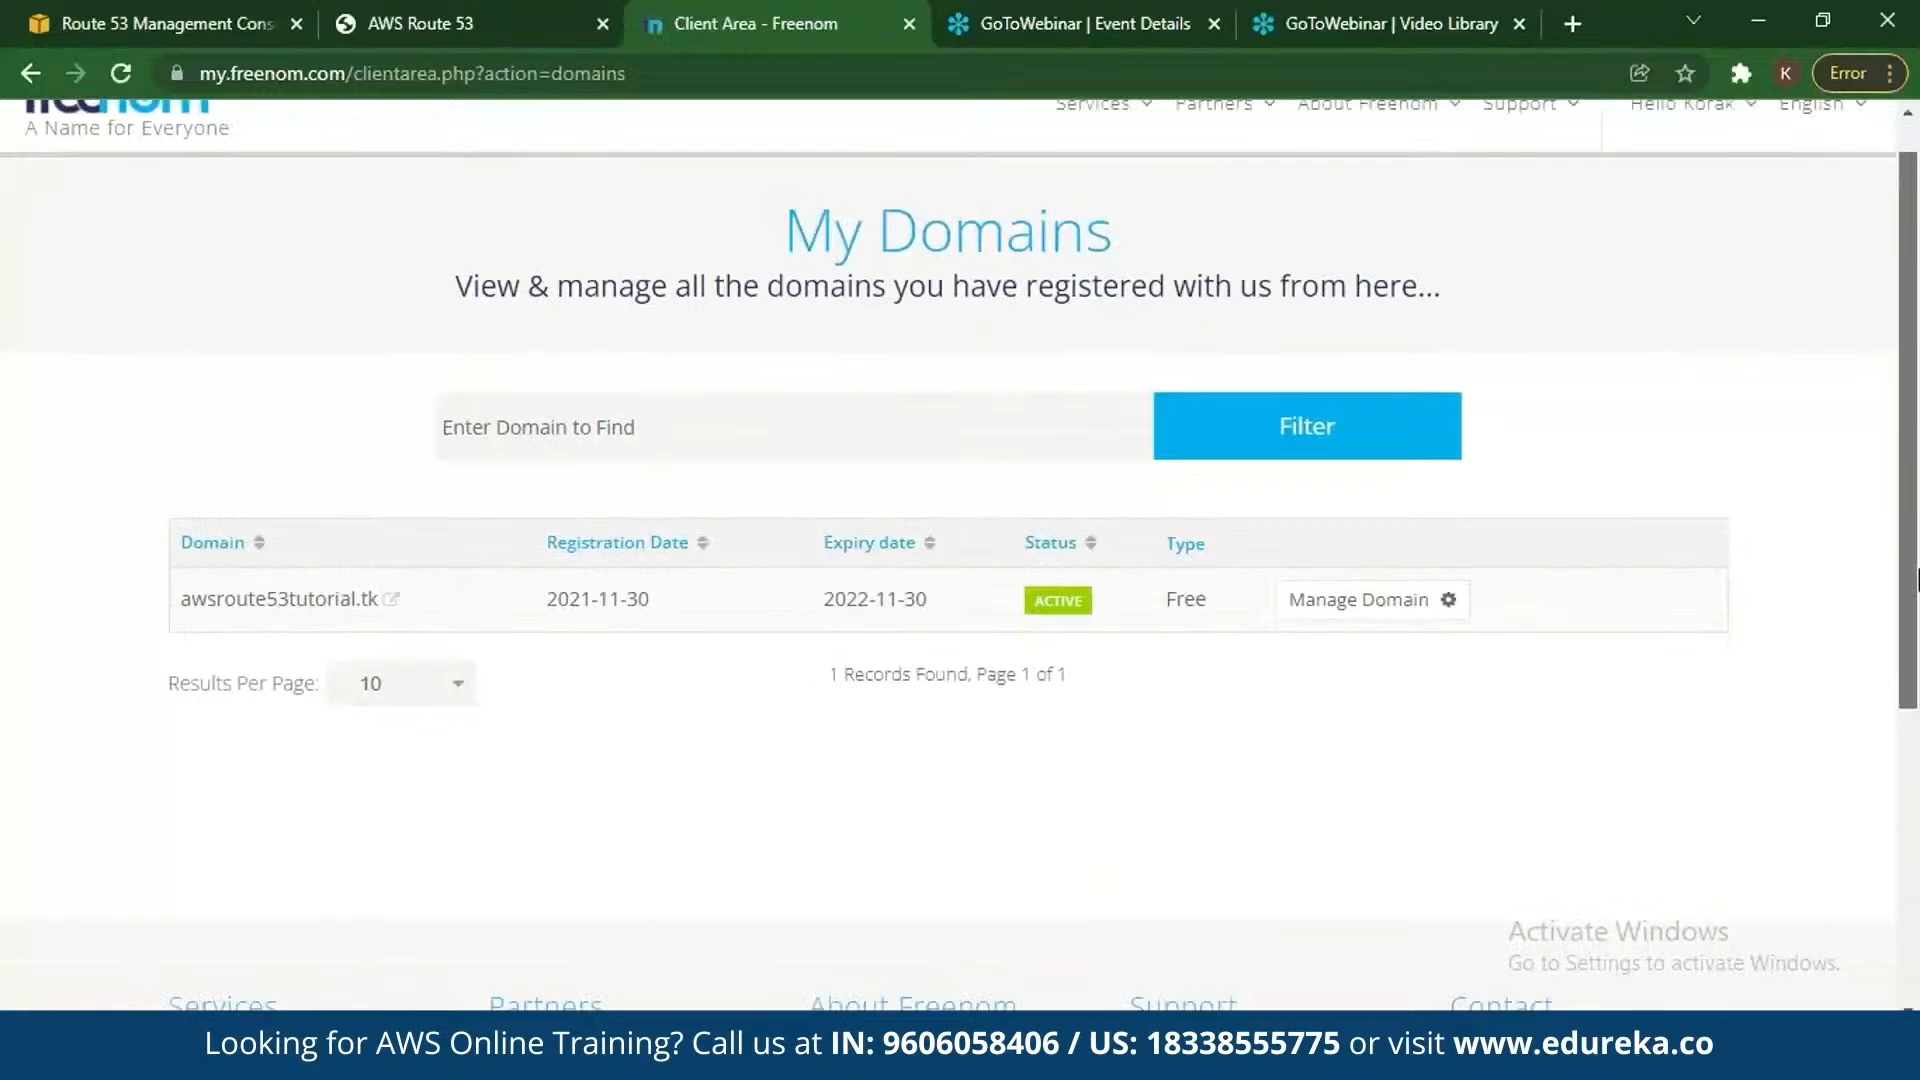 Route 53 Management Cons
AWS Route 53
Client Area - Freenom
GoToWebinar | Event Details
GoToWebinar | Video Library
my.freenom.com/clientarea.php?action=domains
K
Error
freenom
A Name for Everyone
Services
Partners
About Freenom
Support
Hello Korak
English
My Domains
View & manage all the domains you have registered with us from here...
Enter Domain to Find
Filter
Domain
Registration Date
Expiry date
Status
Type
awsroute53tutorial.tk
2021-11-30
2022-11-30
ACTIVE
Free
Manage Domain
Results Per Page:
10
1 Records Found, Page 1 of 1
Activate Windows
Go to Settings to activate Windows.
Services
Partners
About Freenom
Support
Contact
Looking for AWS Online Training? Call us at IN: 9606058406 / US: 18338555775 or visit www.edureka.co